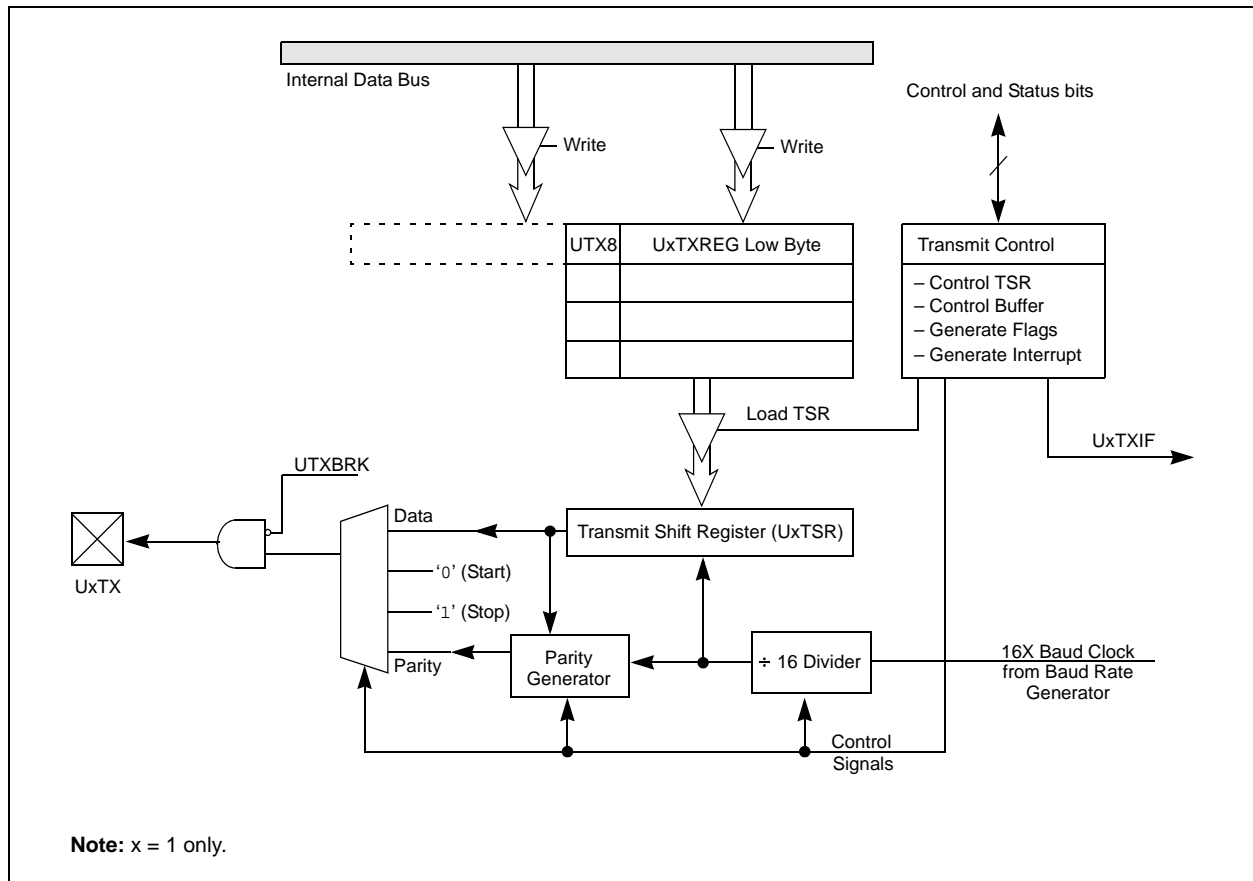 Internal Data Bus
Control and Status bits
Write
Write
UTX8
UxTXREG Low Byte
Transmit Control
– Control TSR
– Control Buffer
– Generate Flags
– Generate Interrupt
Load TSR
UxTXIF
UTXBRK
Data
Transmit Shift Register (UxTSR)
UxTX
‘0’ (Start)
‘1’ (Stop)
Parity
Parity
Generator
÷ 16 Divider
16X Baud Clock
from Baud Rate
Generator
Control
Signals
Note: x = 1 only.